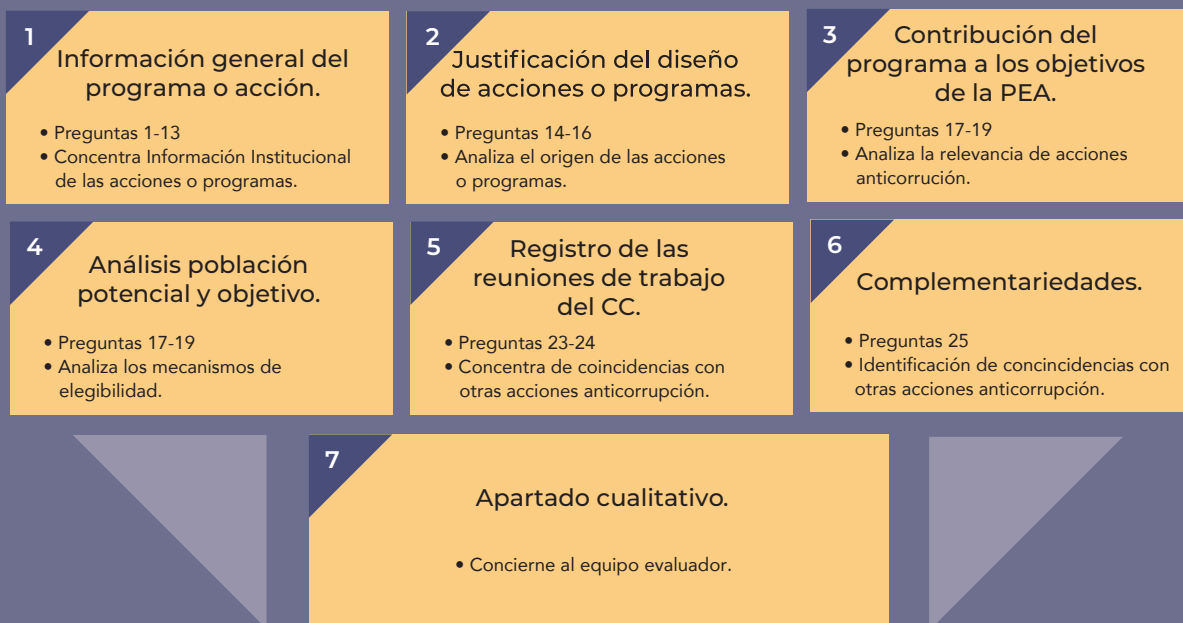 1
Información general del
programa o acción.
• Preguntas 1-13
• Concentra Información Institucional
de las acciones o programas.
2
Justificación del diseño
de acciones o programas.
• Preguntas 14-16
• Analiza el origen de las acciones
o programas.
3
Contribución del
programa a los objetivos
de la PEA.
• Preguntas 17-19
• Analiza la relevancia de acciones
anticorrución.
4
Análisis población
potencial y objetivo.
• Preguntas 17-19
• Analiza los mecanismos de
elegibilidad.
5
Registro de las
reuniones de trabajo
del CC.
• Preguntas 23-24
• Concentra de coincidencias con
otras acciones anticorrupción.
6
Complementariedades.
• Preguntas 25
• Identificación de concincidencias con
otras acciones anticorrupción.
7
Apartado cualitativo.
• Concierne al equipo evaluador.